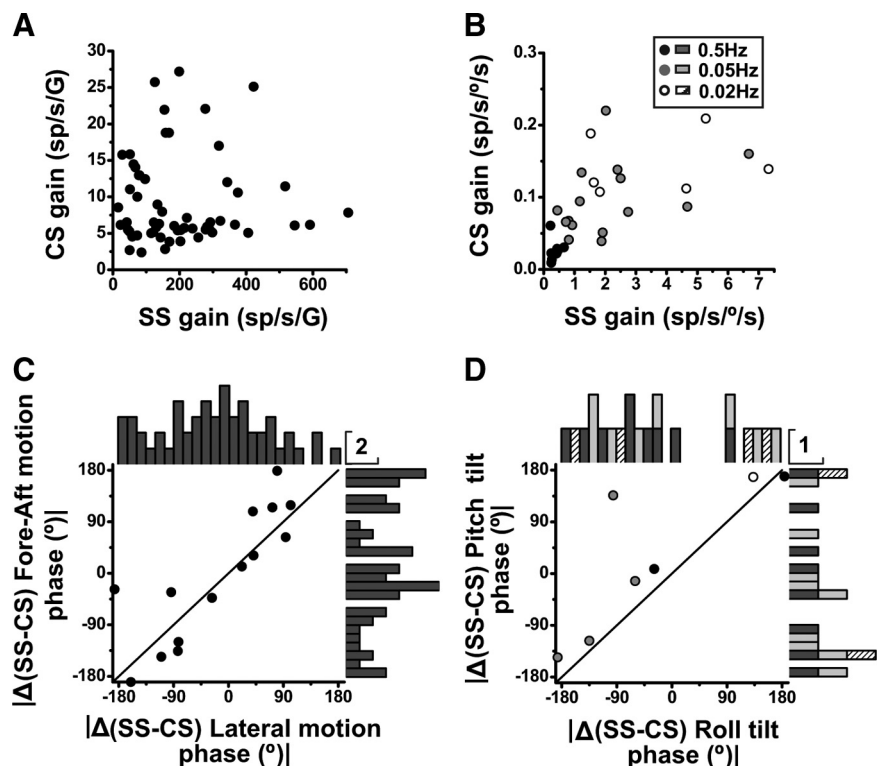 A
CS gain (sp/s/G)
30
25
20
15
10
5
0
0 200 400 600
SS gain (sp/s/G)
B
CS gain (sp/s/º/s)
0.3
0.2
0.1
0.0
0 1 2 3 4 5 6 7
SS gain (sp/s/º/s)
0.5Hz
0.05Hz
0.02Hz
C
|Δ(SS-CS) Fore-Aft motion
phase (º)|
2
180
90
0
-90
-180
-180 -90 0 90 180
|Δ(SS-CS) Lateral motion
phase (º)|
D
|Δ(SS-CS) Pitch tilt
phase (º)|
1
180
90
0
-90
-180
-180 -90 0 90 180
|Δ(SS-CS) Roll tilt
phase (º)|